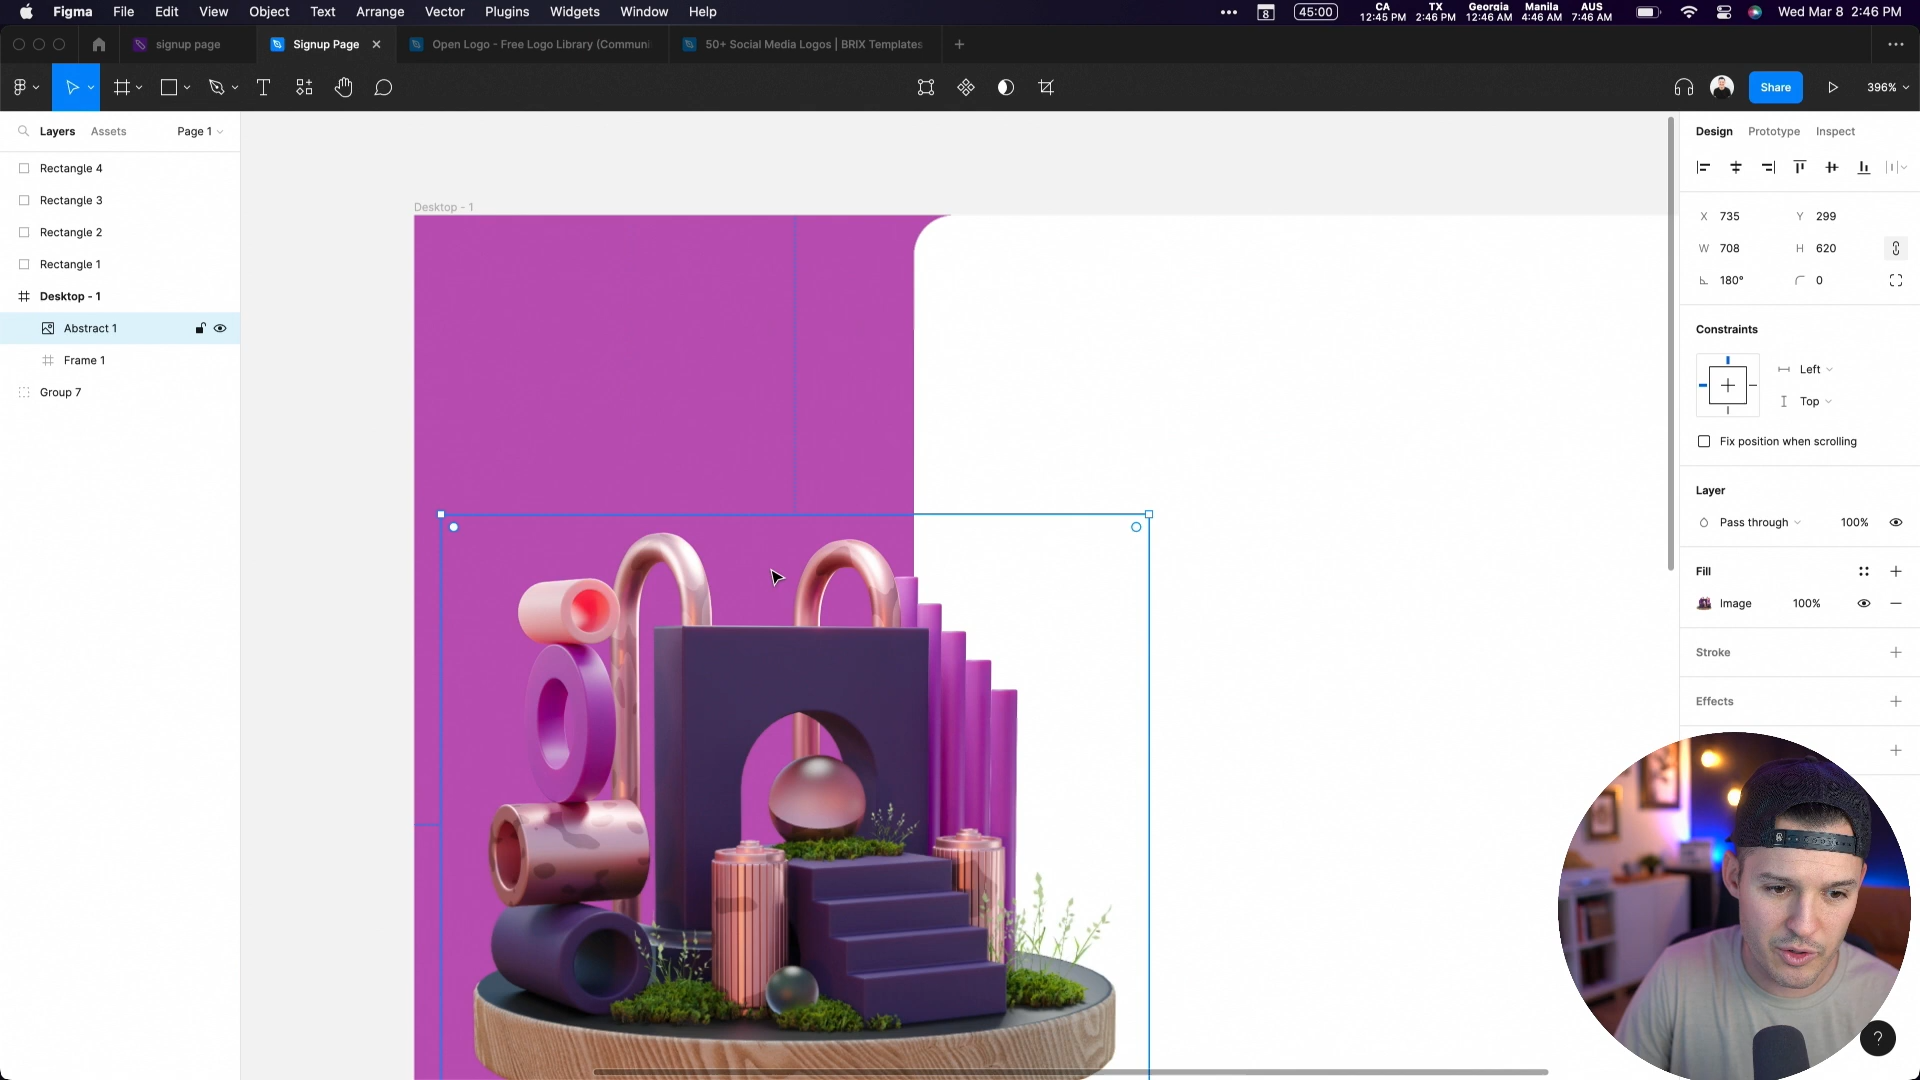 Figma File Edit View Object Text Arrange Vector Plugins Widgets Window Help
8 45:00 CA TX Georgia Manila AUS Wed Mar 8 2:46 PM
12:45 PM 2:46 PM 12:46 AM 4:46 AM 7:46 AM
signup page Signup Page Open Logo - Free Logo Library (Communi 50+ Social Media Logos | BRIX Templates
Share 396%
Layers Assets Page 1
Rectangle 4
Rectangle 3
Rectangle 2
Rectangle 1
Desktop - 1
Abstract 1
Frame 1
Group 7
Desktop - 1
Design Prototype Inspect
X 735 Y 299
W 708 H 620
180° 0
Constraints
Left
Top
Fix position when scrolling
Layer
Pass through 100%
Fill
Image 100%
Stroke
Effects
?